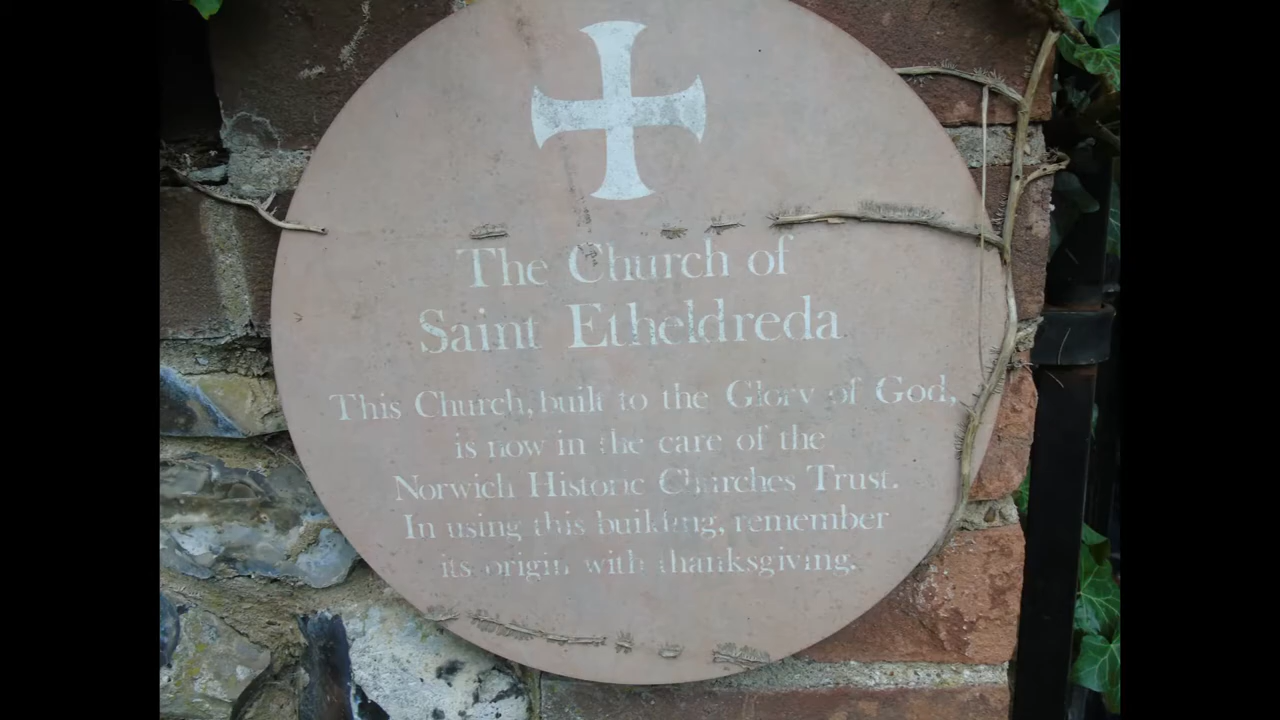 The Church of
Saint Etheldreda
This Church, built to the Glory of God,
is now in the care of the
Norwich Historic Churches Trust.
In using this building, remember
its origin with thanksgiving.